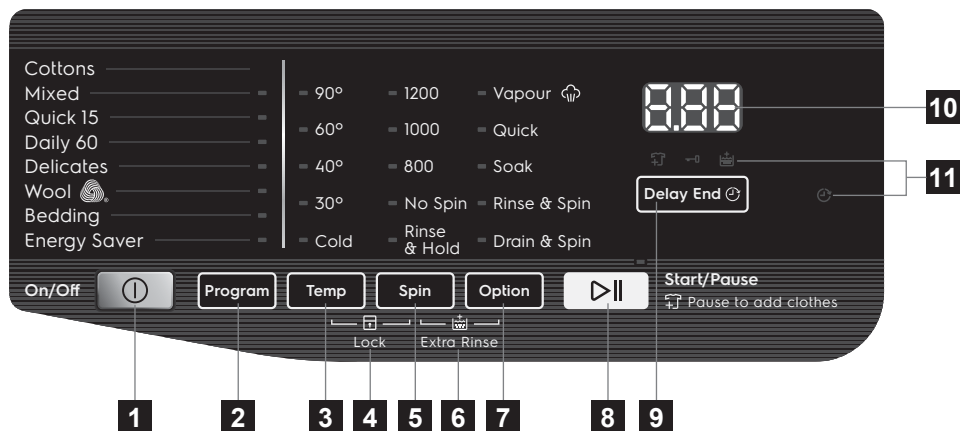 Cottons
Mixed
Quick 15
Daily 60
Delicates
Wool
Bedding
Energy Saver
90°
60°
40°
30°
Cold
1200
1000
800
No Spin
Rinse
& Hold
Vapour
Quick
Soak
Rinse & Spin
Drain & Spin
8.88
Delay End
10
11
On/Off
Program
Temp
Spin
Option
Start/Pause
Pause to add clothes
Lock
Extra Rinse
1
2
3
4
5
6
7
8
9